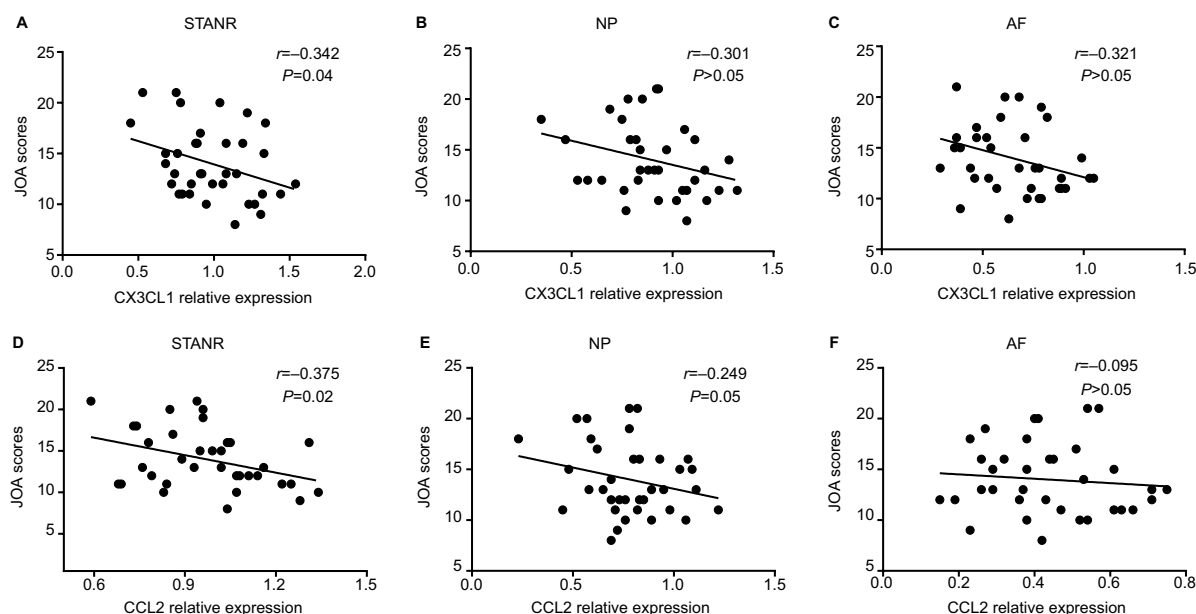 A
STANR
r=–0.342
P=0.04
25
20
15
10
5
0.0
0.5
1.0
1.5
2.0
JOA scores
CX3CL1 relative expression
B
NP
r=–0.301
P>0.05
25
20
15
10
5
0.0
0.5
1.0
1.5
JOA scores
CX3CL1 relative expression
C
AF
r=–0.321
P>0.05
25
20
15
10
5
0.0
0.5
1.0
1.5
JOA scores
CX3CL1 relative expression
D
STANR
r=–0.375
P=0.02
25
20
15
10
5
0.6
0.9
1.2
1.5
JOA scores
CCL2 relative expression
E
NP
r=–0.249
P=0.05
25
20
15
10
5
0.0
0.5
1.0
1.5
JOA scores
CCL2 relative expression
F
AF
r=–0.095
P>0.05
25
20
15
10
5
0.0
0.2
0.4
0.6
0.8
JOA scores
CCL2 relative expression